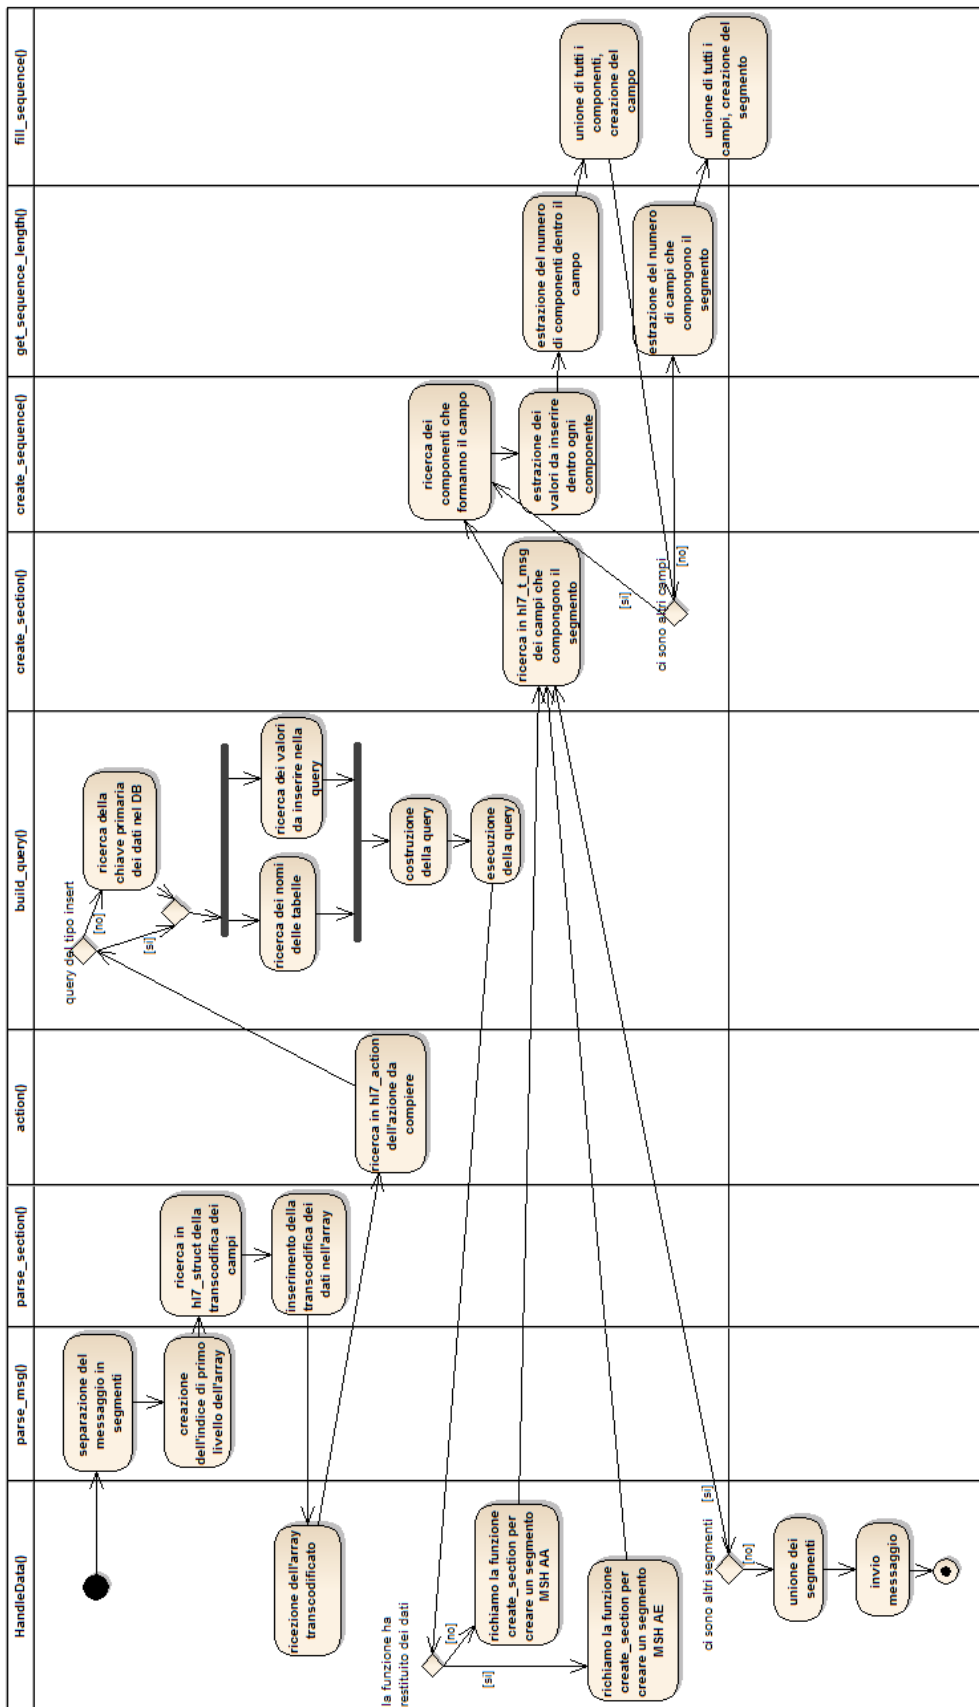 HandleData()
parse_msg()
parse_section()
action()
build_query()
create_section()
create_sequence()
get_sequence_length()
fill_sequence()
separazione del
messaggio in
segmenti
creazione
dell'indice di primo
livello dell'array
ricerca in
hl7_struct della
transcodifica dei
campi
inserimento della
transcodifica dei
dati nell'array
ricezione dell'array
transcodificato
ricerca in hl7_action
dell'azione da
compiere
query del tipo insert
[no]
[si]
ricerca della
chiave primaria
dei dati nel DB
ricerca dei nomi
delle tabelle
ricerca dei valori
da inserire nella
query
costruzione
della query
esecuzione
della query
la funzione ha
restituito dei dati
[no]
[si]
richiamo la funzione
create_section per
creare un segmento
MSH AA
richiamo la funzione
create_section per
creare un segmento
MSH AE
ricerca in hl7_t_msg
dei campi che
compongono il
segmento
ricerca dei
componenti che
formanno il campo
estrazione dei
valori da inserire
dentro ogni
componente
estrazione del numero
di componenti dentro il
campo
unione di tutti i
componenti,
creazione del
campo
ci sono altri campi
[si]
[no]
estrazione del numero
di campi che
compongono il
segmento
unione di tutti i
campi, creazione del
segmento
ci sono altri segmenti
[si]
[no]
unione dei
segmenti
invio
messaggio